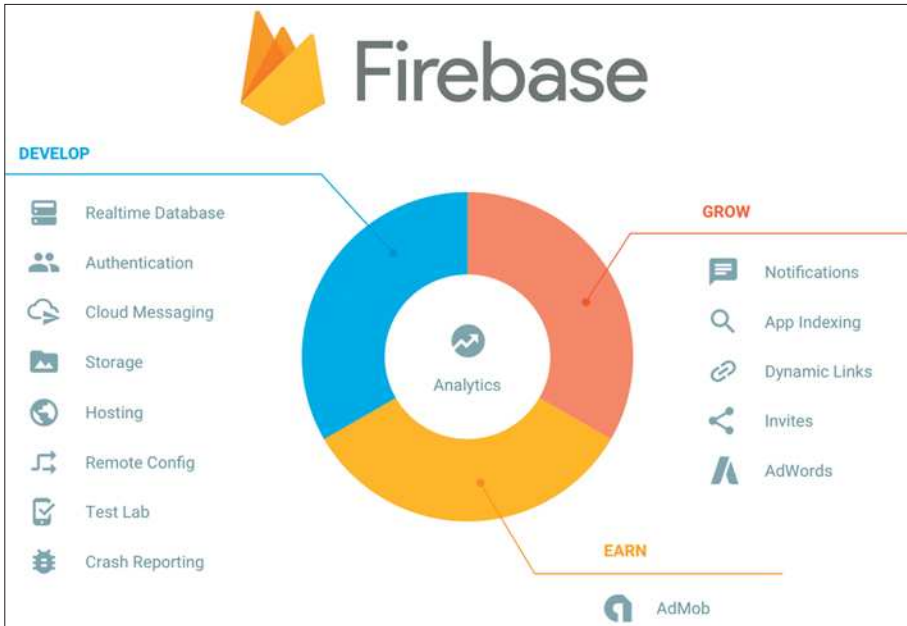 Firebase
DEVELOP
Realtime Database
Authentication
Cloud Messaging
Storage
Hosting
Remote Config
Test Lab
Crash Reporting
Analytics
GROW
Notifications
App Indexing
Dynamic Links
Invites
AdWords
EARN
AdMob